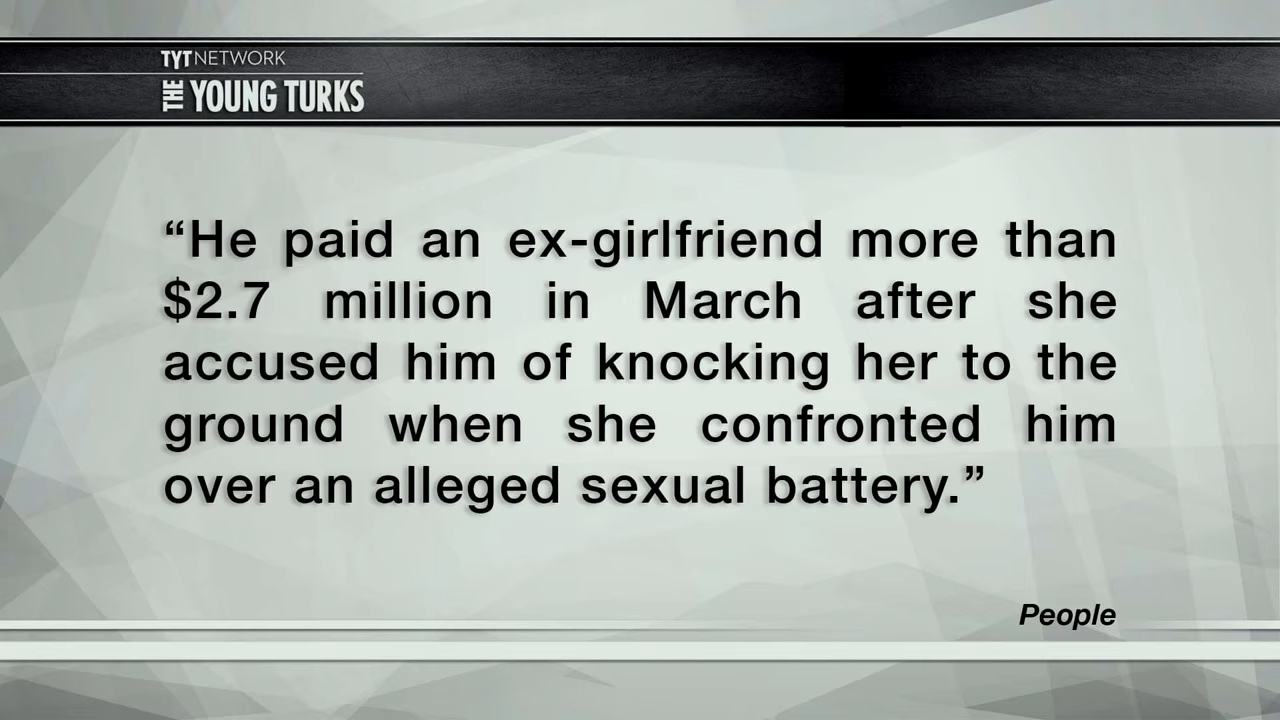 TYT NETWORK
THE YOUNG TURKS
“He paid an ex-girlfriend more than
$2.7 million in March after she
accused him of knocking her to the
ground when she confronted him
over an alleged sexual battery.”
People